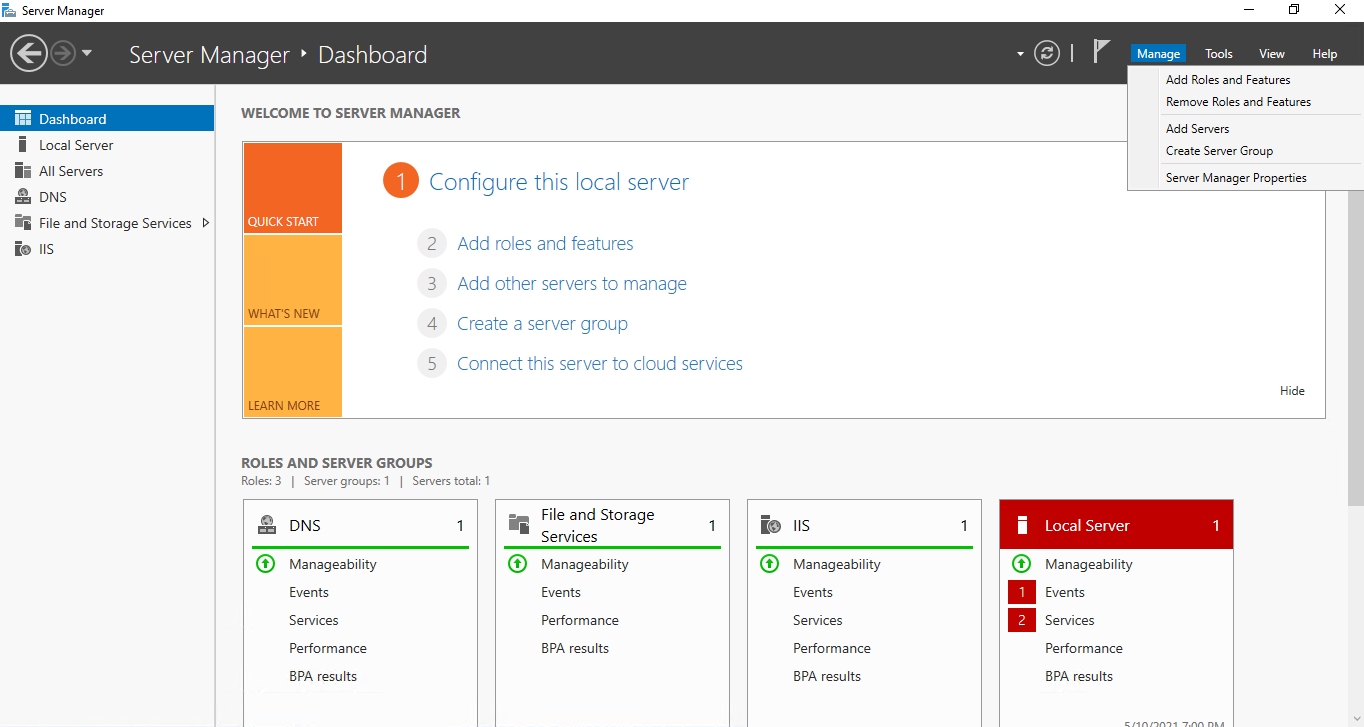 Server Manager
Server Manager ‣ Dashboard
Manage Tools View Help
Add Roles and Features
Remove Roles and Features
Add Servers
Create Server Group
Server Manager Properties
Dashboard
Local Server
All Servers
DNS
File and Storage Services
IIS
WELCOME TO SERVER MANAGER
QUICK START
WHAT'S NEW
LEARN MORE
1 Configure this local server
2 Add roles and features
3 Add other servers to manage
4 Create a server group
5 Connect this server to cloud services
Hide
ROLES AND SERVER GROUPS
Roles: 3 | Server groups: 1 | Servers total: 1
DNS 1
Manageability
Events
Services
Performance
BPA results
File and Storage
Services 1
Manageability
Events
Performance
BPA results
IIS 1
Manageability
Events
Services
Performance
BPA results
Local Server 1
Manageability
1 Events
2 Services
Performance
BPA results
5/10/2021 7:00 PM